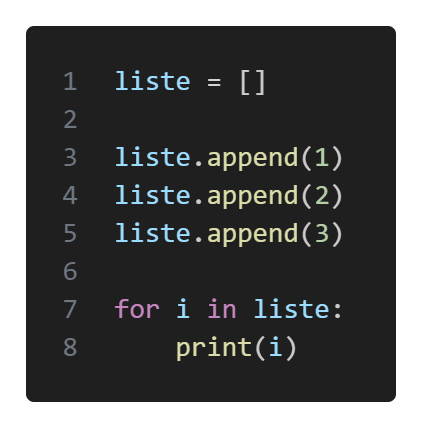 1 liste = []
2
3 liste.append(1)
4 liste.append(2)
5 liste.append(3)
6
7 for i in liste:
8     print(i)